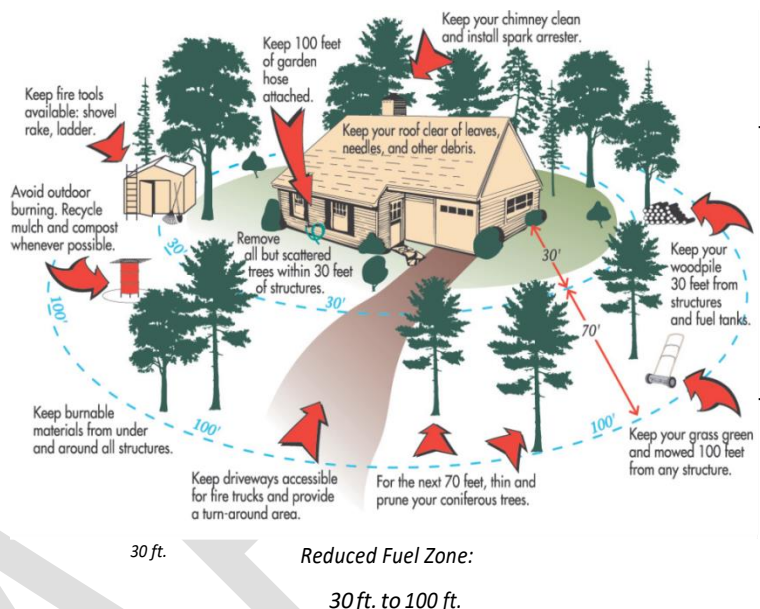 Keep your chimney clean
and install spark arrester.
Keep 100 feet
of garden
hose
attached.
Keep fire tools
available: shovel
rake, ladder.
Keep your roof clear of leaves,
needles, and other debris.
Avoid outdoor
burning. Recycle
mulch and compost
whenever possible.
Remove
all but scattered
trees within 30 feet
of structures.
Keep your
woodpile
30 feet from
structures
and fuel tanks.
30'
30'
30'
70'
100'
100'
100'
Keep burnable
materials from under
and around all structures.
Keep driveways accessible
for fire trucks and provide
a turn-around area.
For the next 70 feet, thin and
prune your coniferous trees.
Keep your grass green
and mowed 100 feet
from any structure.
30 ft.
Reduced Fuel Zone:
30 ft. to 100 ft.